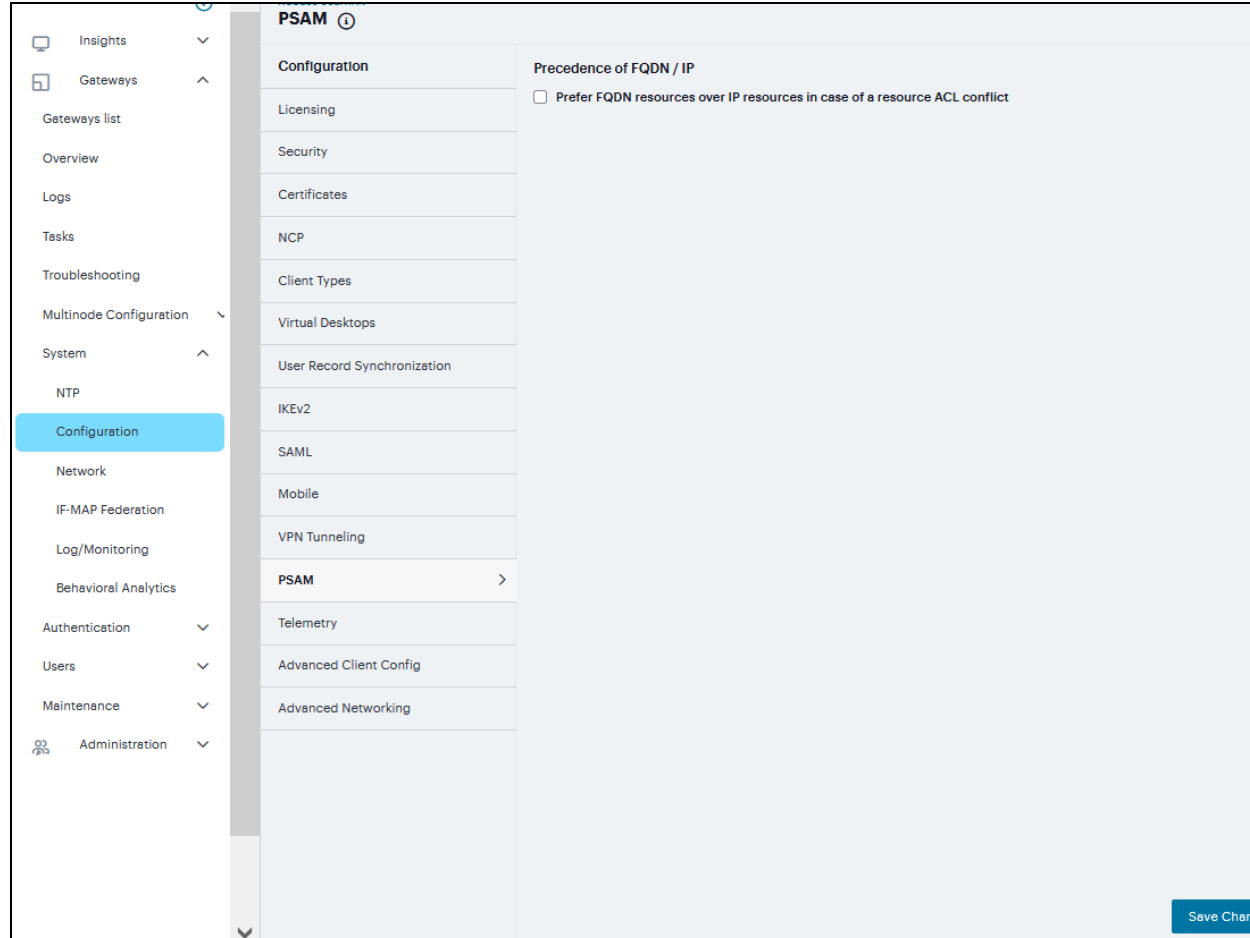 PSAM
Insights
Gateways
Gateways list
Overview
Logs
Tasks
Troubleshooting
Multinode Configuration
System
NTP
Configuration
Network
IF-MAP Federation
Log/Monitoring
Behavioral Analytics
Authentication
Users
Maintenance
Administration
Configuration
Licensing
Security
Certificates
NCP
Client Types
Virtual Desktops
User Record Synchronization
IKEv2
SAML
Mobile
VPN Tunneling
PSAM
Telemetry
Advanced Client Config
Advanced Networking
Precedence of FQDN / IP
Prefer FQDN resources over IP resources in case of a resource ACL conflict
Save Char